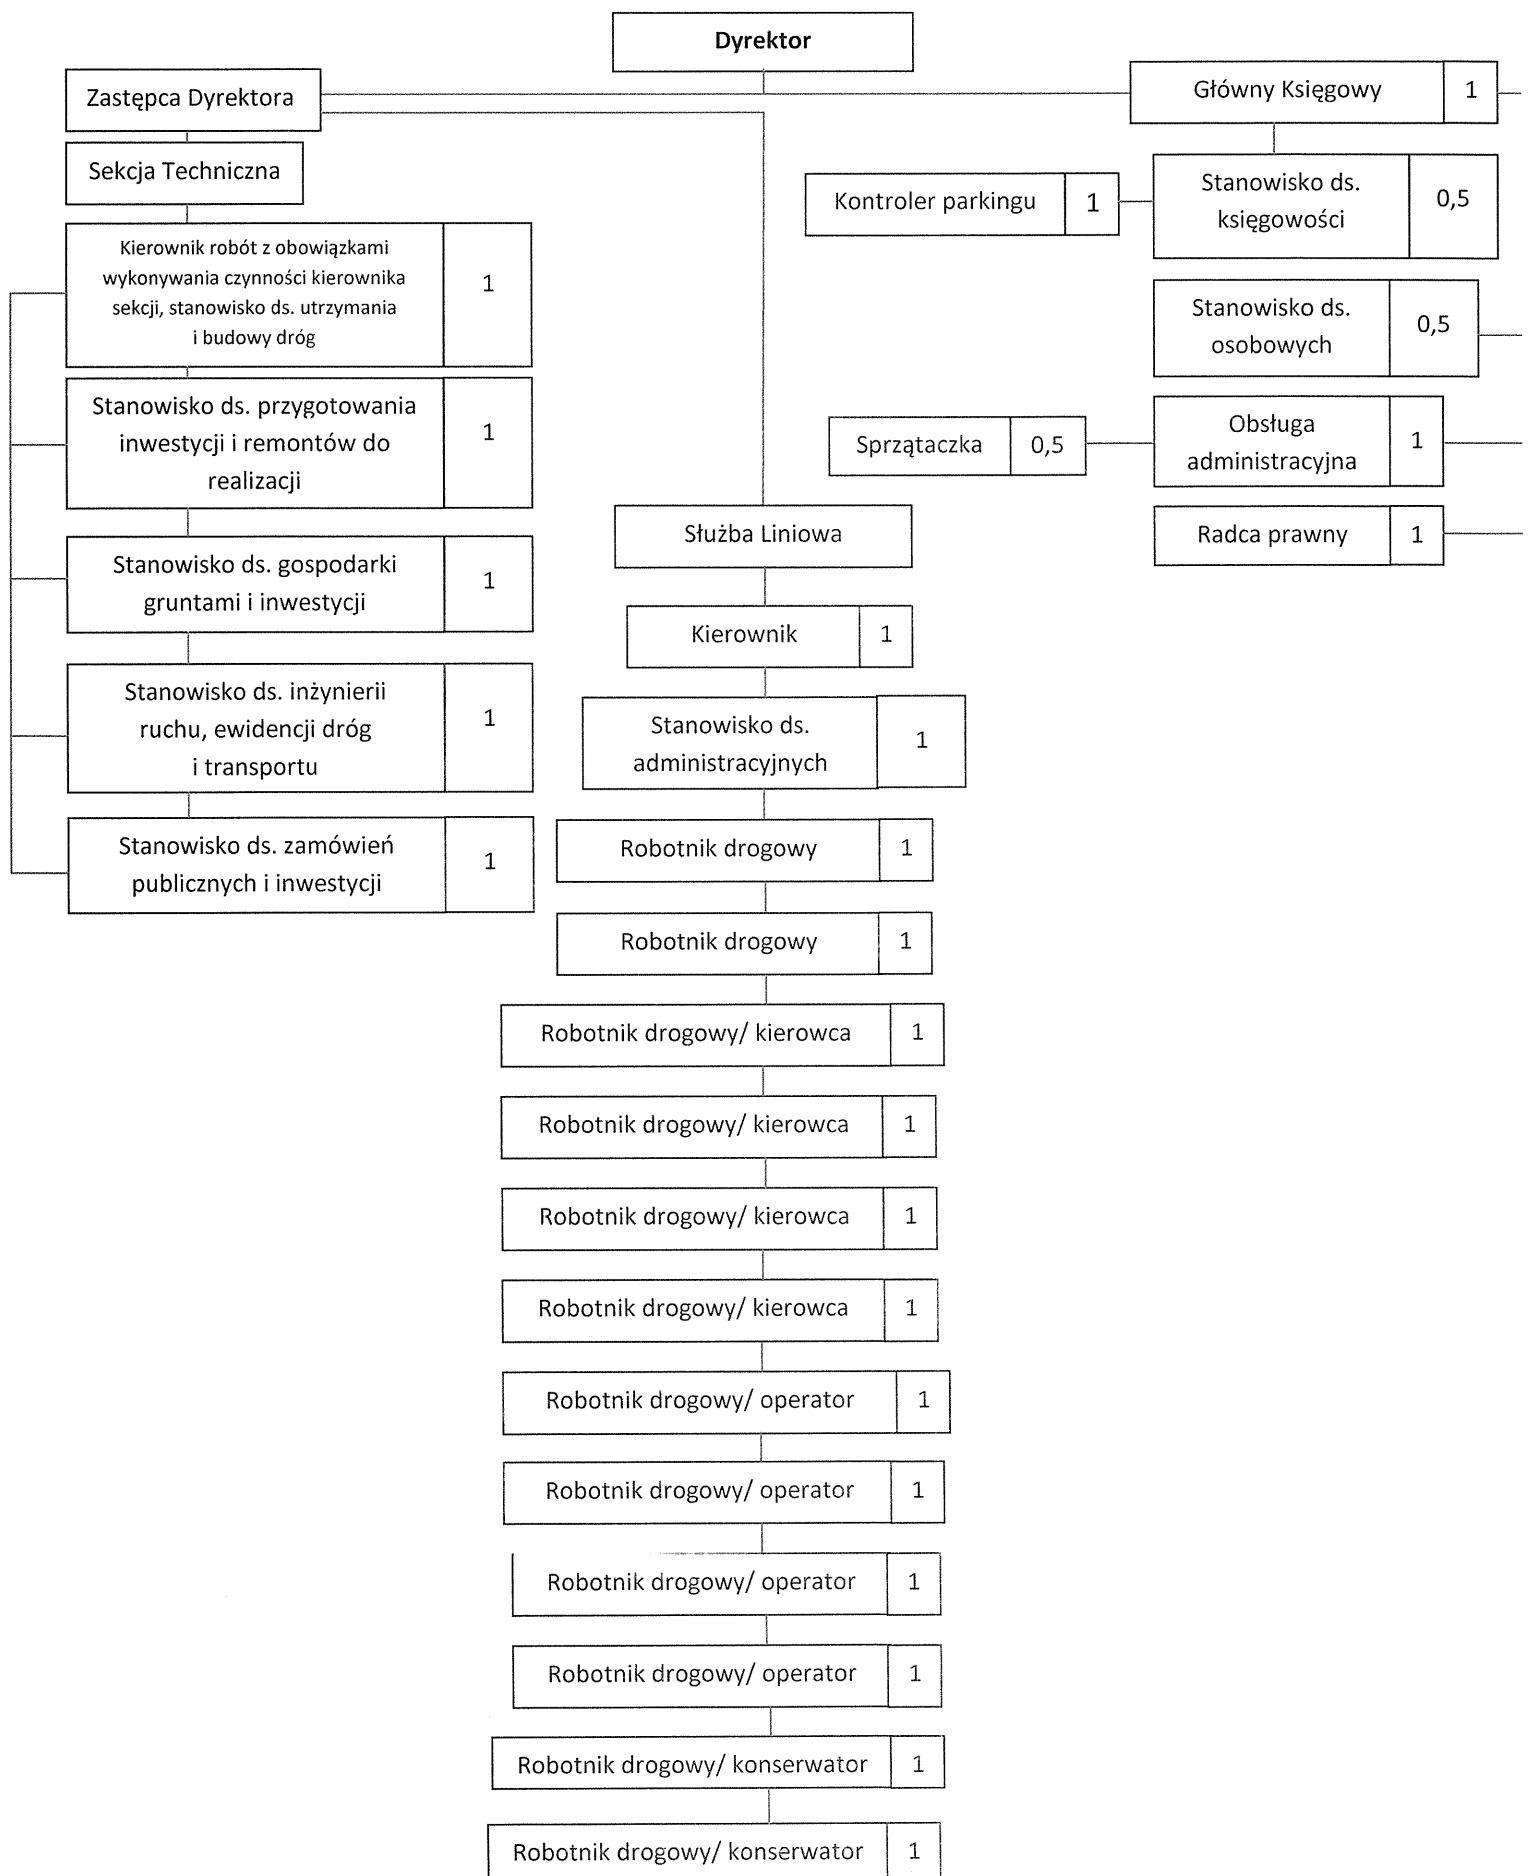 Dyrektor
Zastępca Dyrektora
Sekcja Techniczna
Kierownik robót z obowiązkami
wykonywania czynności kierownika
sekcji, stanowisko ds. utrzymania
i budowy dróg
1
Stanowisko ds. przygotowania
inwestycji i remontów do
realizacji
1
Stanowisko ds. gospodarki
gruntami i inwestycji
1
Stanowisko ds. inżynierii
ruchu, ewidencji dróg
i transportu
1
Stanowisko ds. zamówień
publicznych i inwestycji
1
Główny Księgowy 1
Kontroler parkingu 1
Stanowisko ds.
księgowości
0,5
Stanowisko ds.
osobowych
0,5
Sprzątaczka 0,5
Obsługa
administracyjna
1
Radca prawny 1
Służba Liniowa
Kierownik 1
Stanowisko ds.
administracyjnych
1
Robotnik drogowy 1
Robotnik drogowy 1
Robotnik drogowy/ kierowca 1
Robotnik drogowy/ kierowca 1
Robotnik drogowy/ kierowca 1
Robotnik drogowy/ kierowca 1
Robotnik drogowy/ operator 1
Robotnik drogowy/ operator 1
Robotnik drogowy/ operator 1
Robotnik drogowy/ operator 1
Robotnik drogowy/ konserwator 1
Robotnik drogowy/ konserwator 1